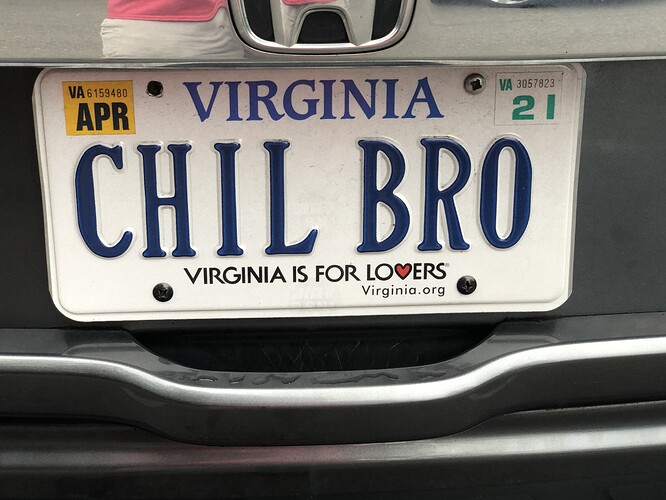 VA 6159480
APR
VIRGINIA
VA 3057823
21
CHIL BRO
VIRGINIA IS FOR LOVERS
Virginia.org